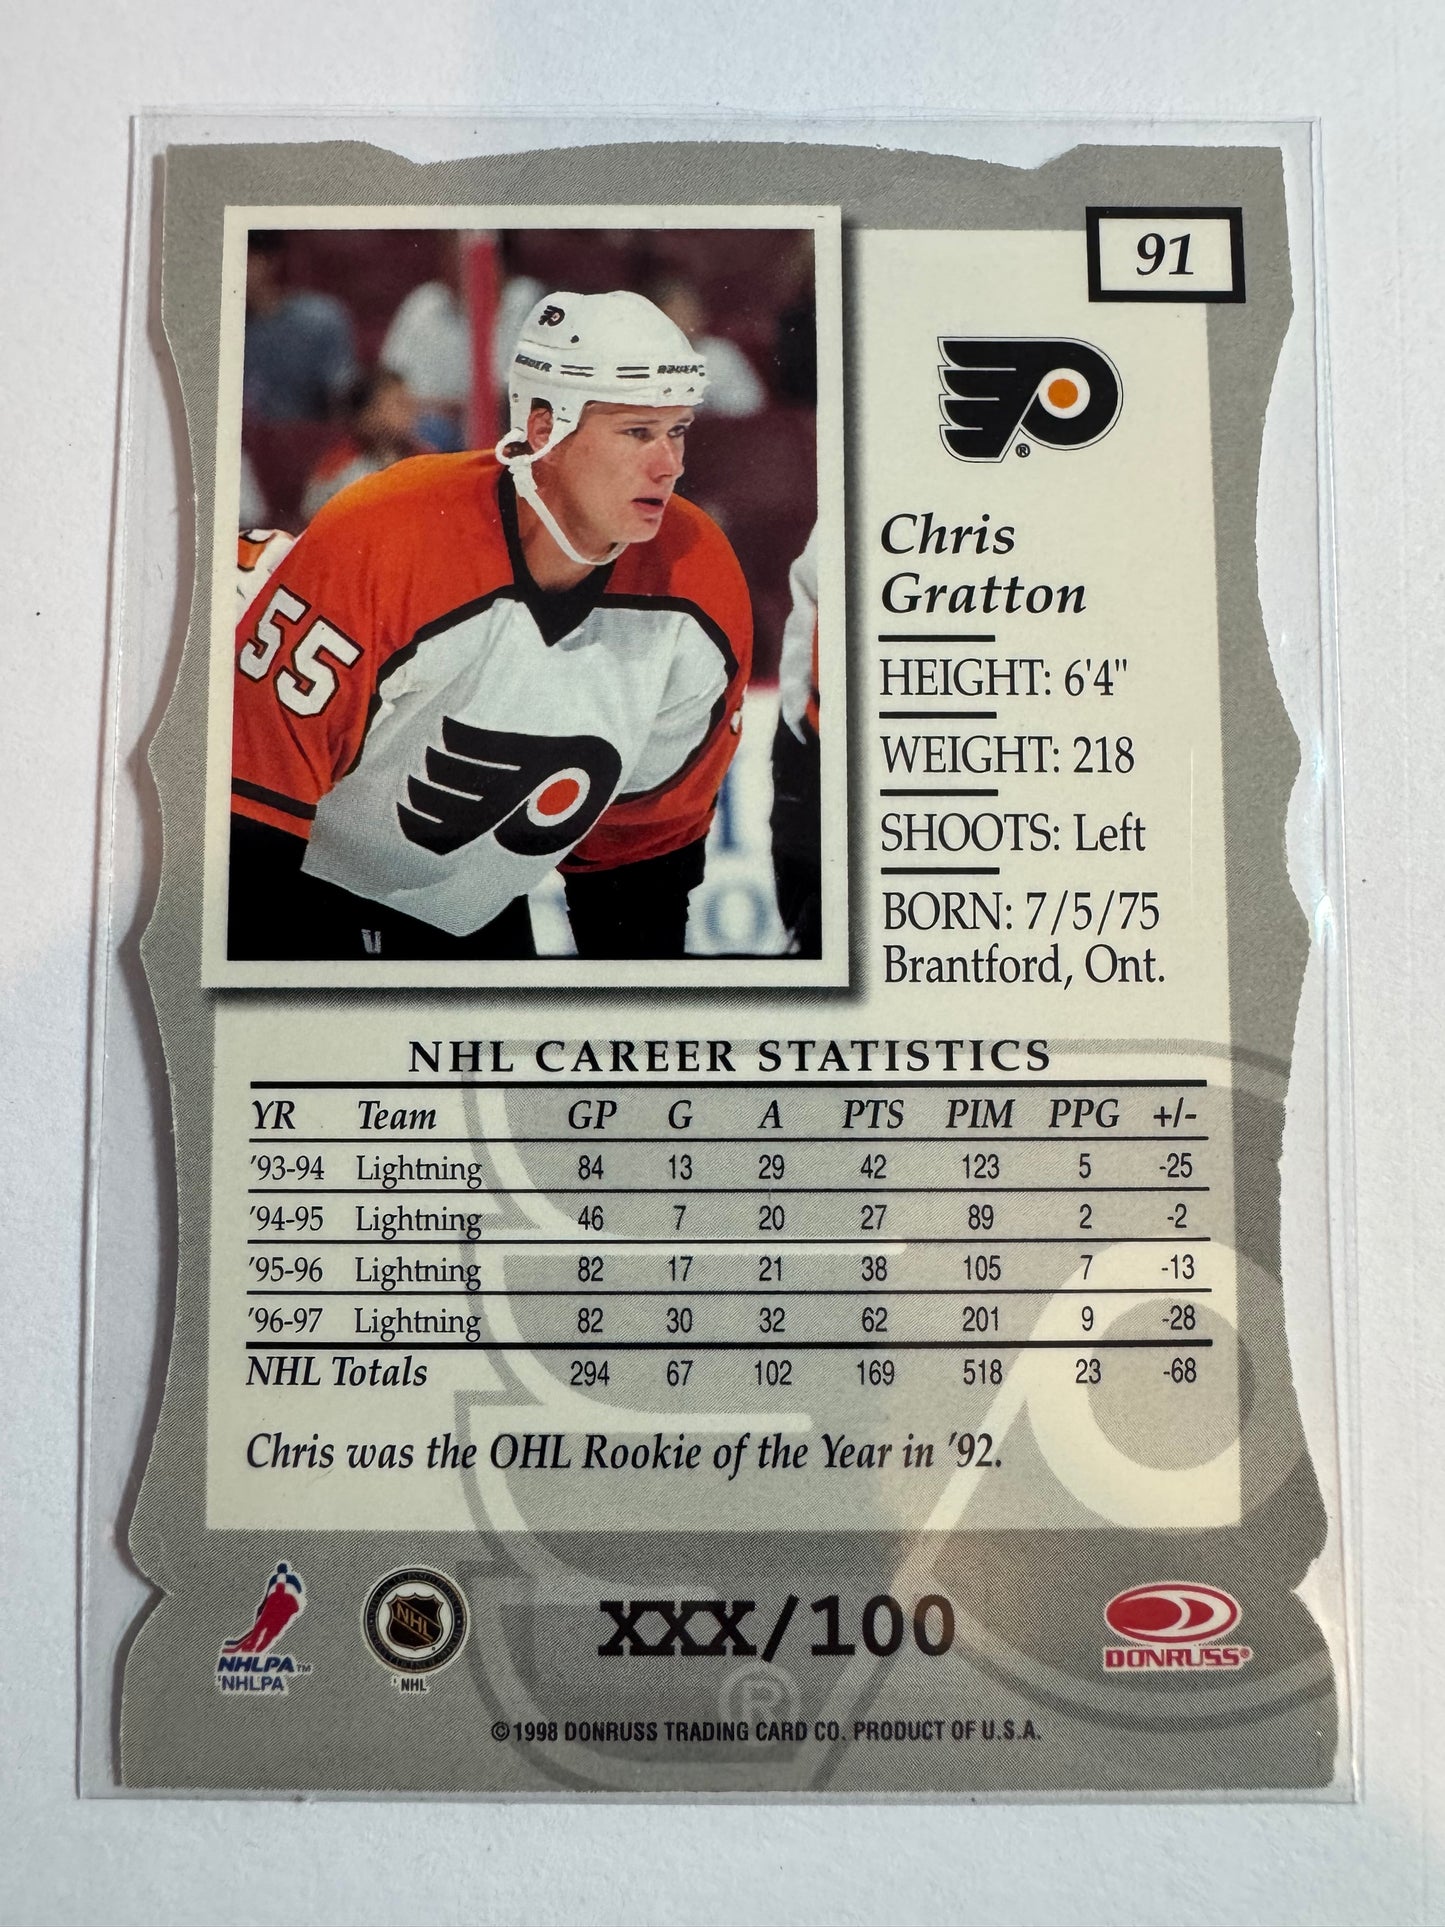 91
BAUER
BAUER
55
®
Chris
Gratton
HEIGHT: 6'4"
WEIGHT: 218
SHOOTS: Left
BORN: 7/5/75
Brantford, Ont.
NHL CAREER STATISTICS
YR Team GP G A PTS PIM PPG +/-
'93-94 Lightning 84 13 29 42 123 5 -25
'94-95 Lightning 46 7 20 27 89 2 -2
'95-96 Lightning 82 17 21 38 105 7 -13
'96-97 Lightning 82 30 32 62 201 9 -28
NHL Totals 294 67 102 169 518 23 -68
Chris was the OHL Rookie of the Year in '92.
NHLPA™
'NHLPA
NHL
' NHL
XXX/100
®
DONRUSS®
©1998 DONRUSS TRADING CARD CO. PRODUCT OF U.S.A.